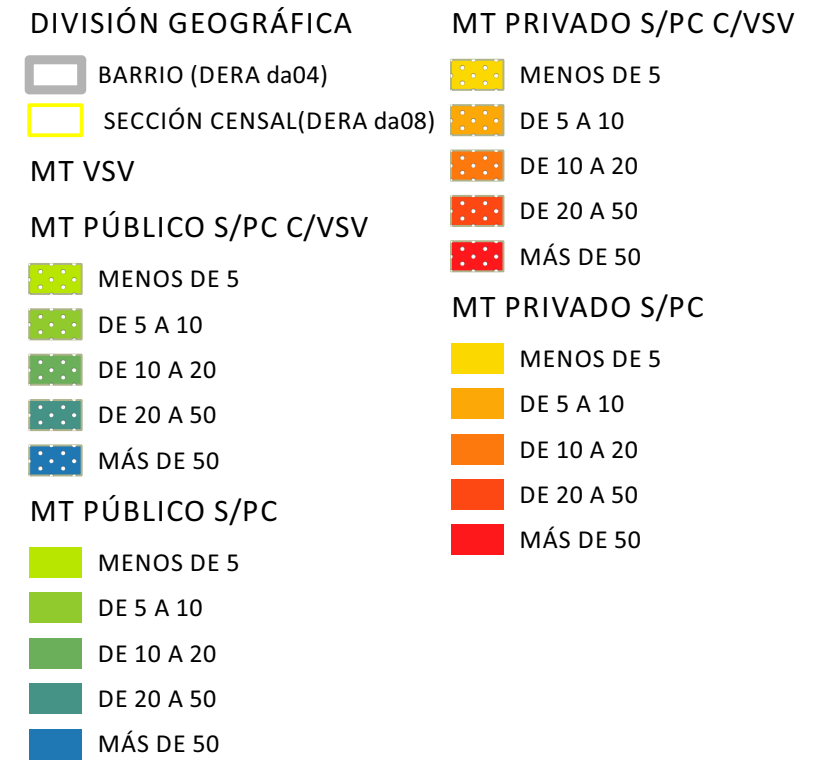 DIVISIÓN GEOGRÁFICA
BARRIO (DERA da04)
SECCIÓN CENSAL(DERA da08)
MT VSV
MT PÚBLICO S/PC C/VSV
MENOS DE 5
DE 5 A 10
DE 10 A 20
DE 20 A 50
MÁS DE 50
MT PÚBLICO S/PC
MENOS DE 5
DE 5 A 10
DE 10 A 20
DE 20 A 50
MÁS DE 50
MT PRIVADO S/PC C/VSV
MENOS DE 5
DE 5 A 10
DE 10 A 20
DE 20 A 50
MÁS DE 50
MT PRIVADO S/PC
MENOS DE 5
DE 5 A 10
DE 10 A 20
DE 20 A 50
MÁS DE 50